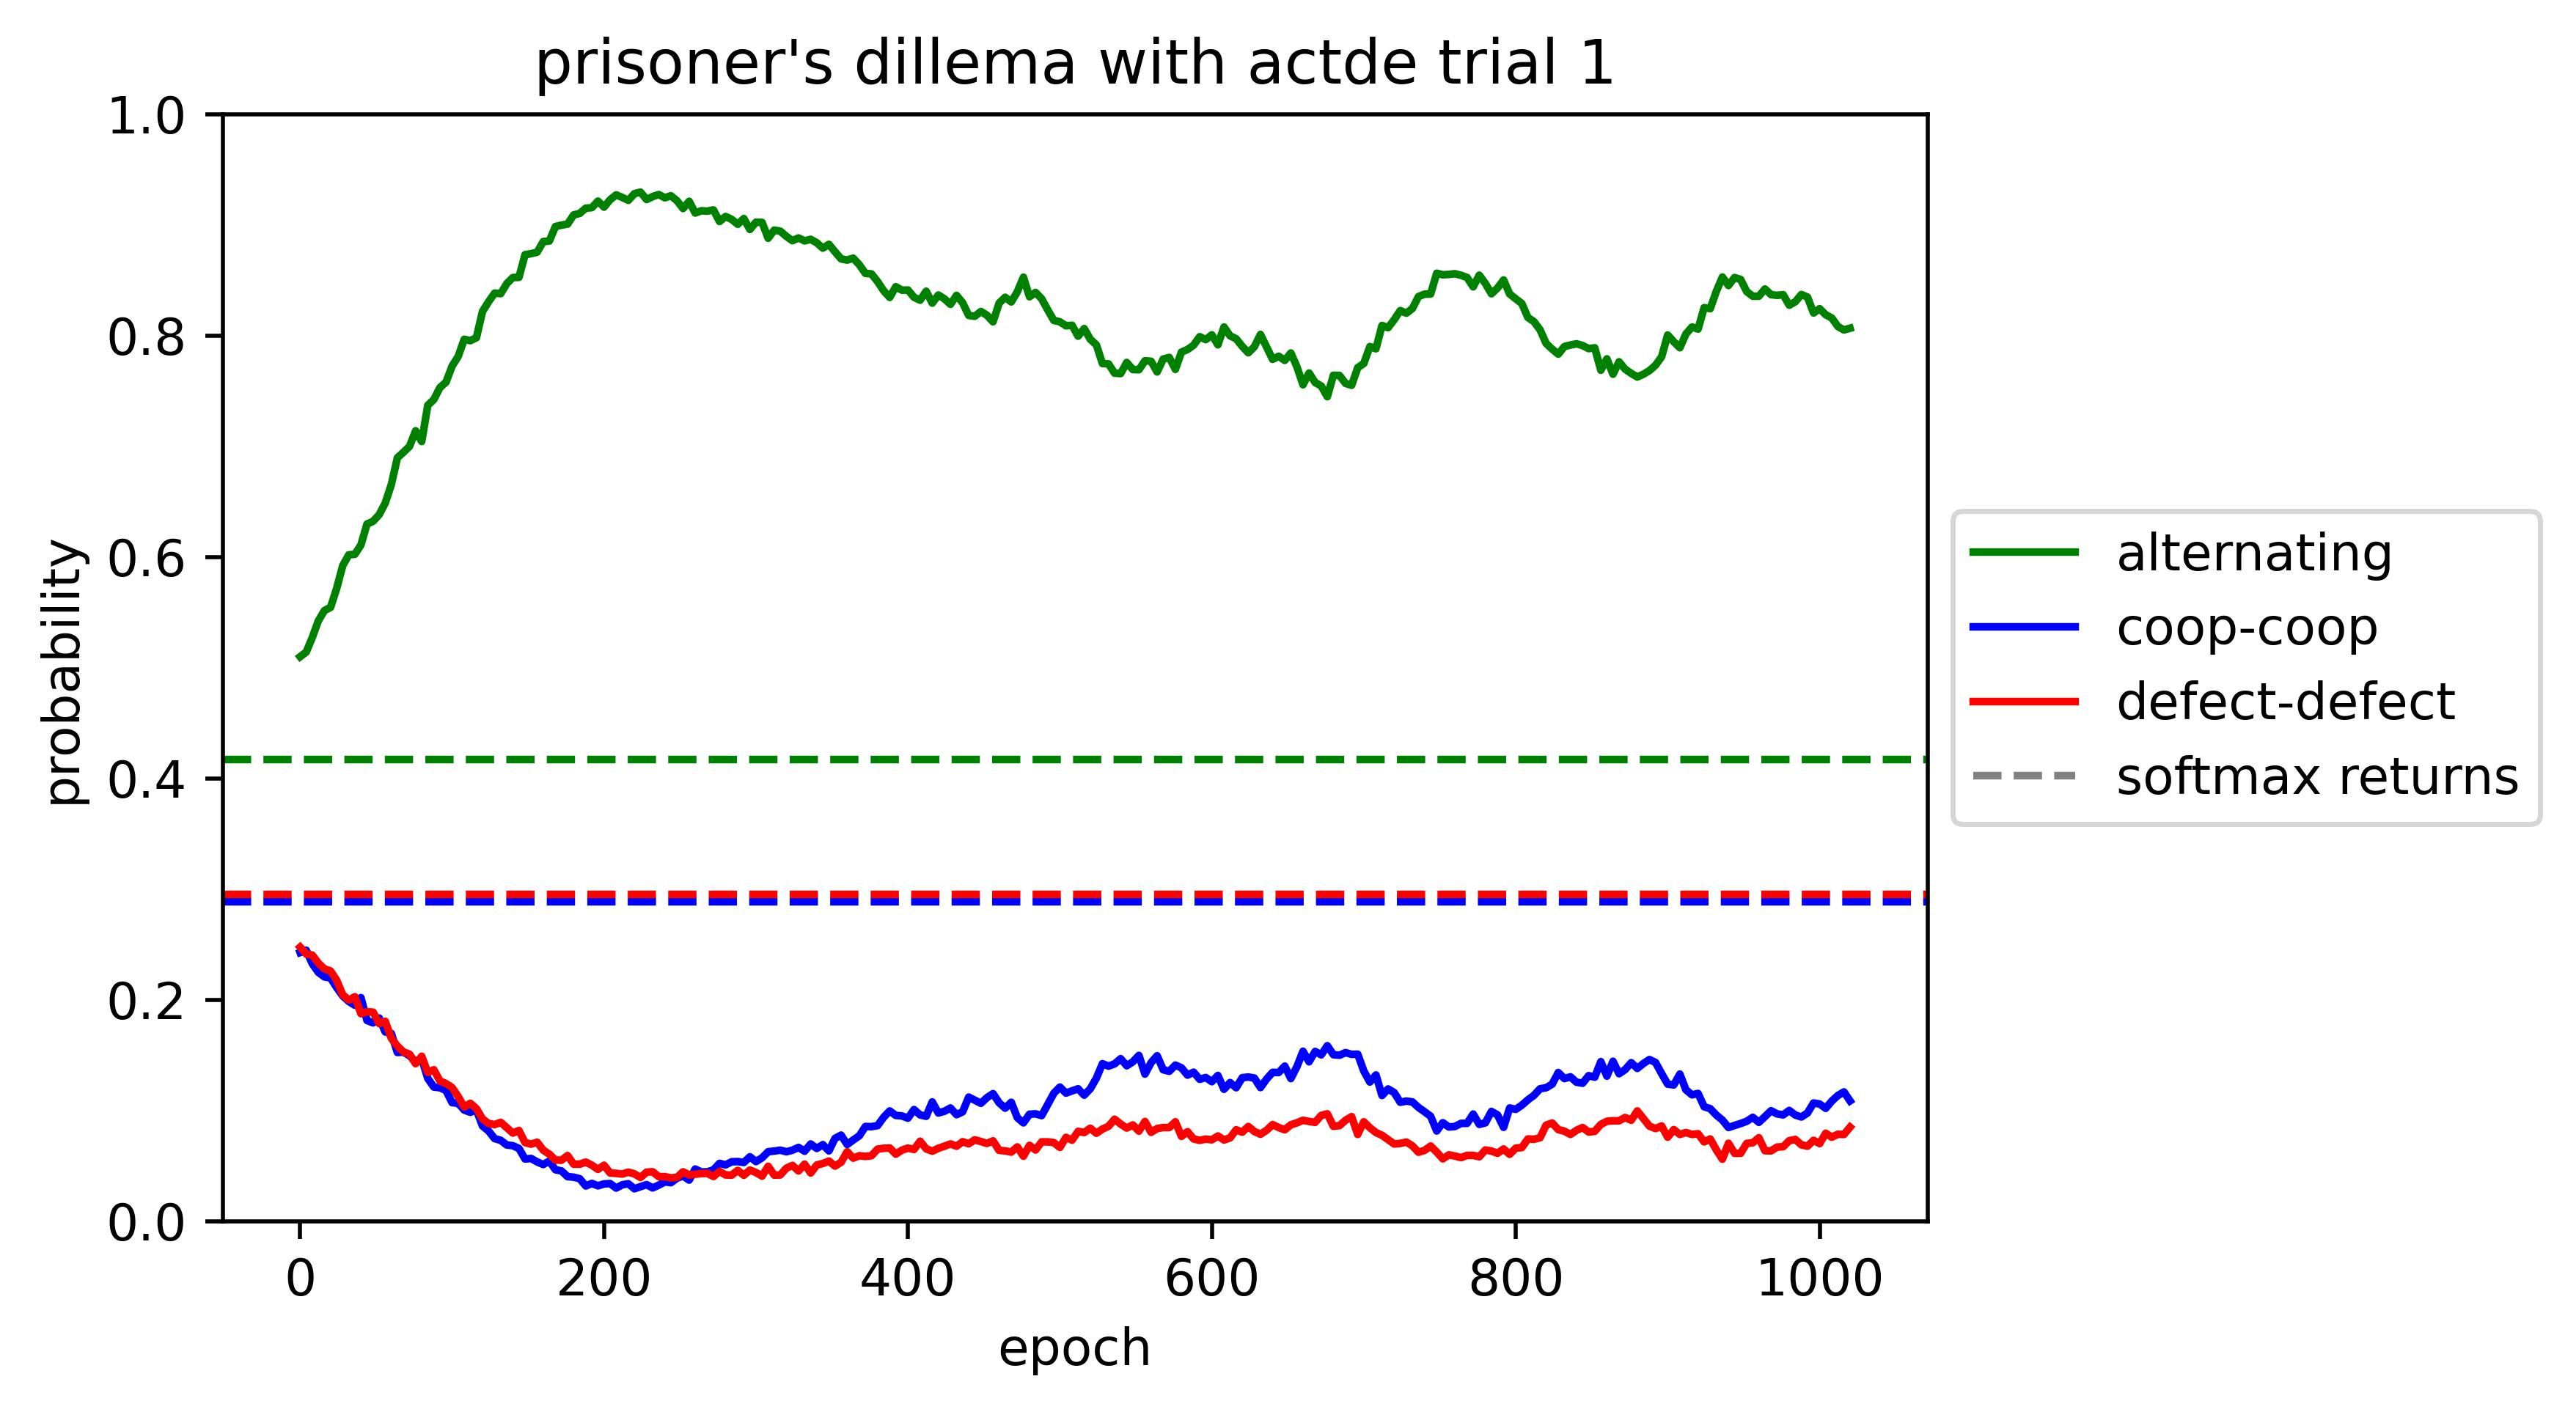 prisoner's dillema with actde trial 1
1.0
0.8
0.6
0.4
0.2
0.0
probability
0 200 400 600 800 1000
epoch
alternating
coop-coop
defect-defect
softmax returns